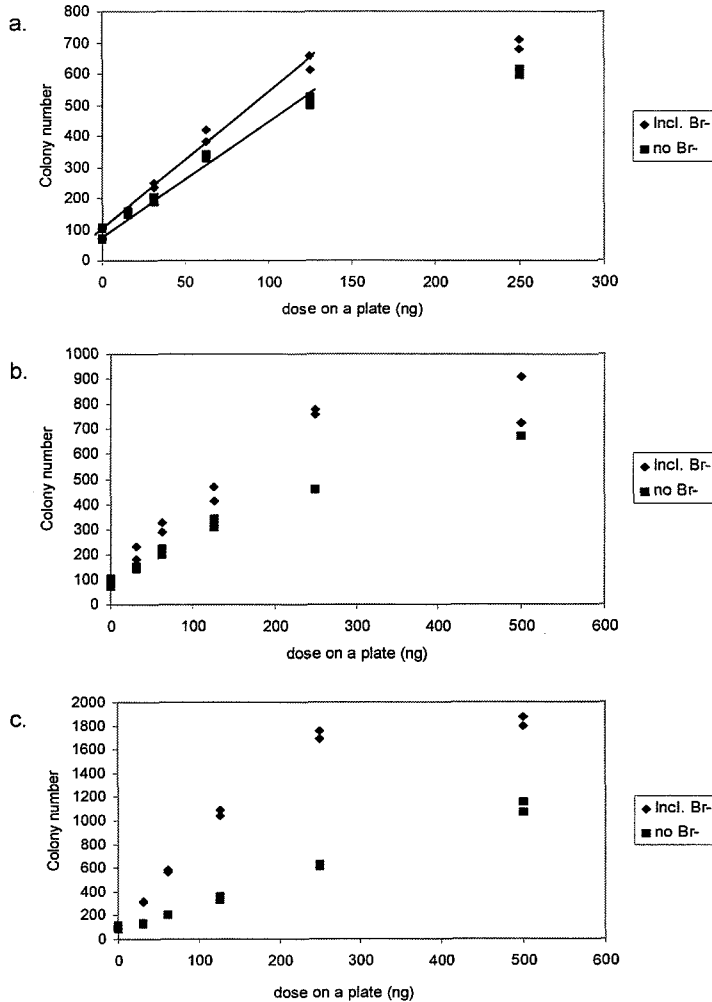 a.
800
700
600
500
400
300
200
100
0
Colony number
0 50 100 150 200 250 300
dose on a plate (ng)
Incl. Br-
no Br-
b.
1000
900
800
700
600
500
400
300
200
100
0
Colony number
0 100 200 300 400 500 600
dose on a plate (ng)
Incl. Br-
no Br-
c.
2000
1800
1600
1400
1200
1000
800
600
400
200
0
Colony number
0 100 200 300 400 500 600
dose on a plate (ng)
Incl. Br-
no Br-